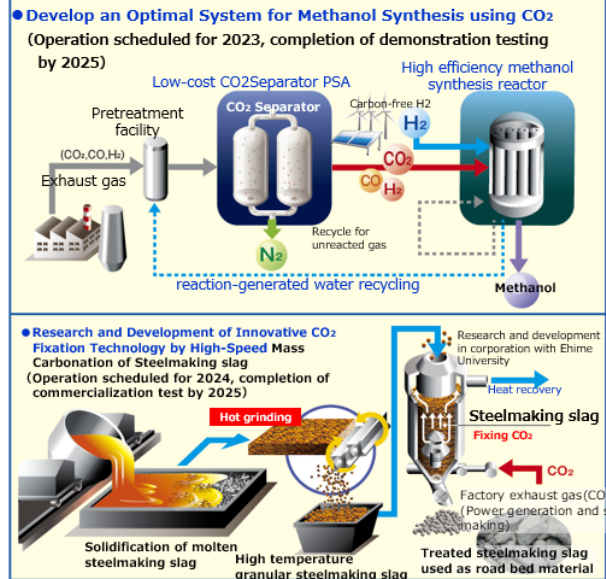 ● Develop an Optimal System for Methanol Synthesis using CO₂
(Operation scheduled for 2023, completion of demonstration testing
by 2025)
Low-cost CO2Separator PSA
High efficiency methanol
synthesis reactor
Pretreatment
facility
CO₂ Separator
Carbon-free H2
H₂
(CO₂,CO,H₂)
CO₂
Exhaust gas
CO
H₂
Recycle for
unreacted gas
N₂
reaction-generated water recycling
Methanol
● Research and Development of Innovative CO₂
Fixation Technology by High-Speed Mass
Carbonation of Steelmaking slag
(Operation scheduled for 2024, completion of
commercialization test by 2025)
Research and development
in corporation with Ehime
University
Heat recovery
Hot grinding
Steelmaking slag
Fixing CO₂
CO₂
Factory exhaust gas(CO
(Power generation and s
making)
Solidification of molten
steelmaking slag
High temperature
granular steelmaking slag
Treated steelmaking slag
used as road bed material